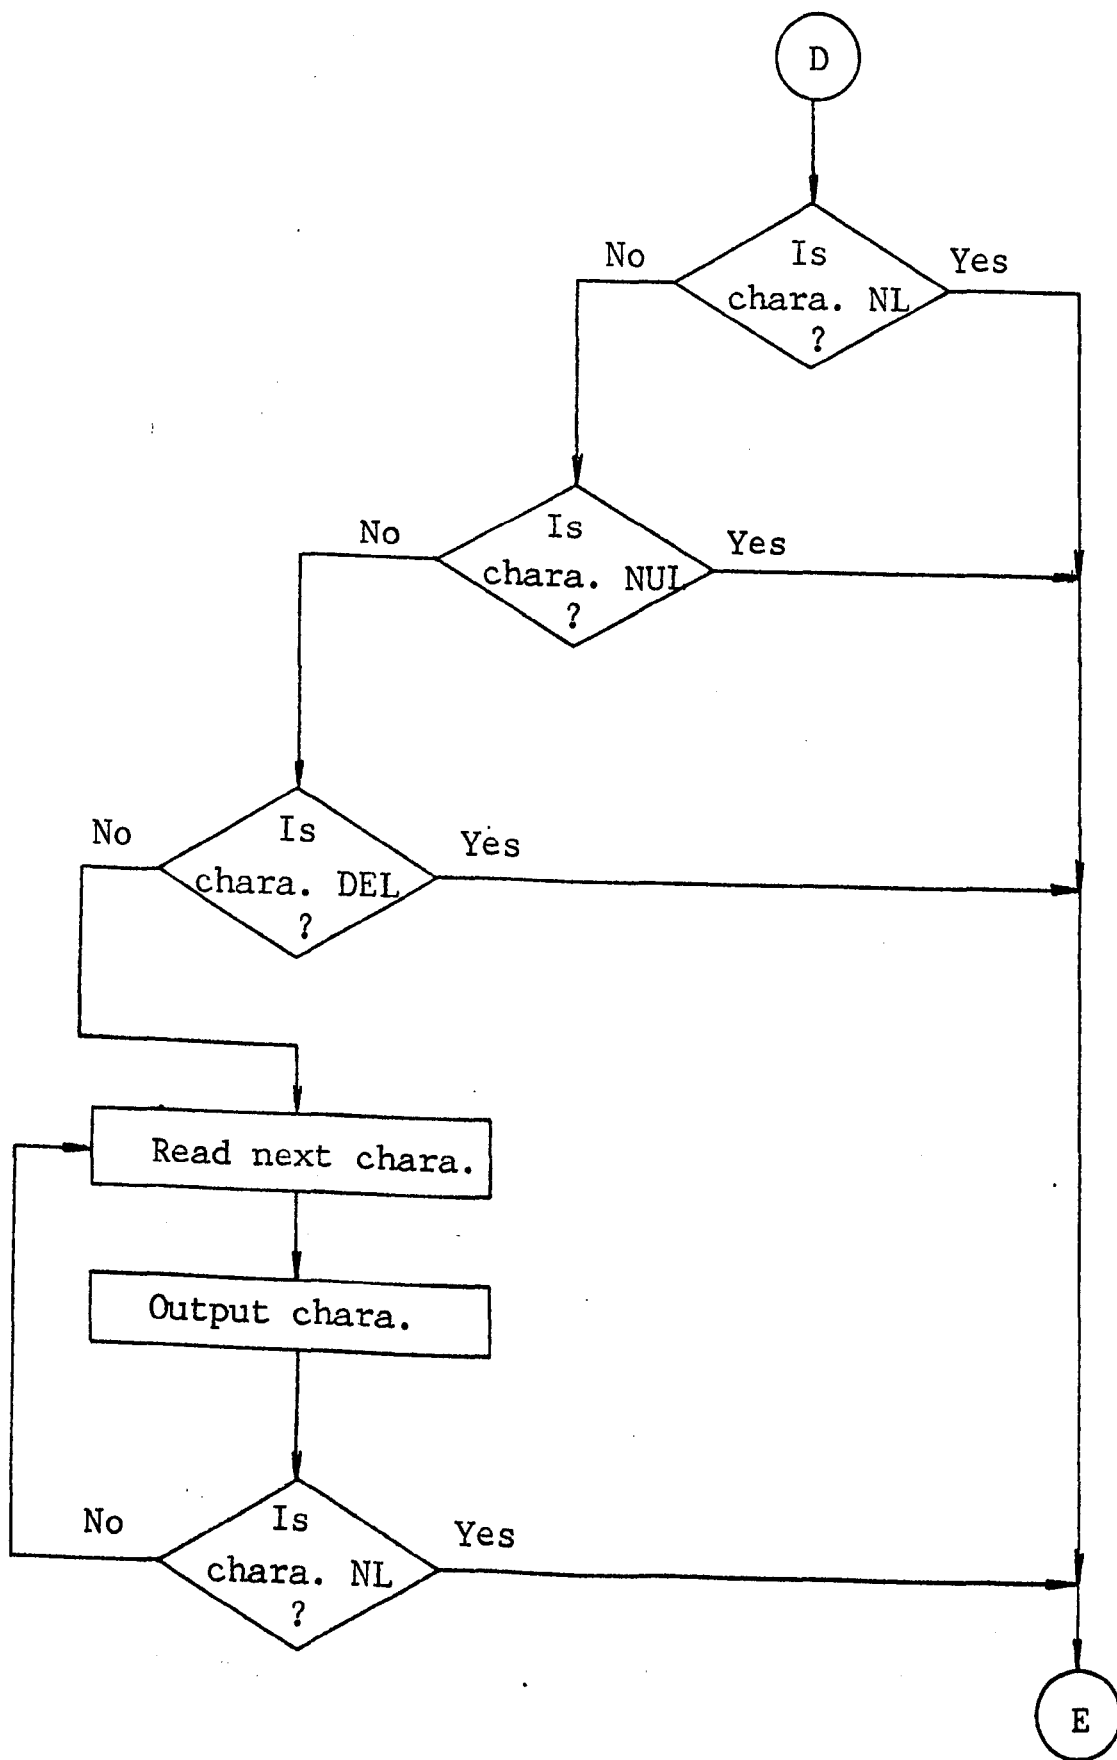 D
Is
chara. NL
?
No
Yes
Is
chara. NUL
?
No
Yes
Is
chara. DEL
?
No
Yes
Read next chara.
Output chara.
Is
chara. NL
?
No
Yes
E